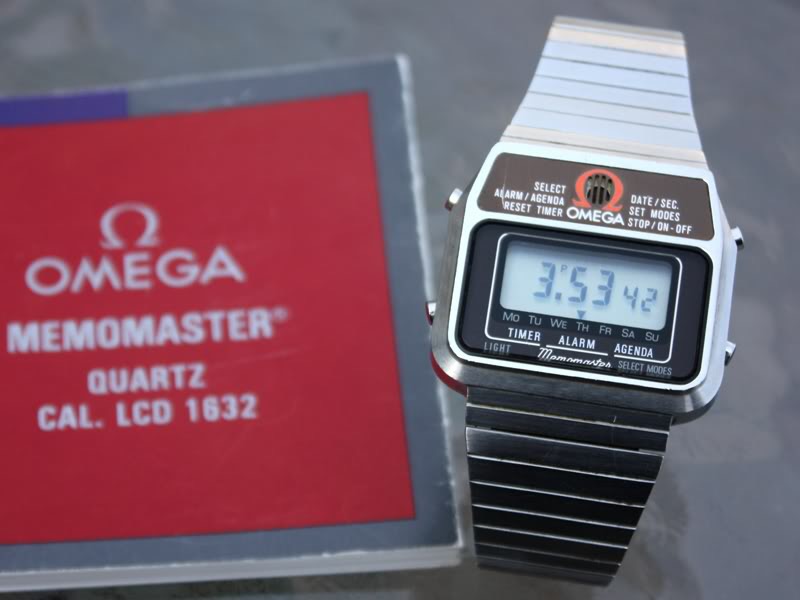 Ω
OMEGA
MEMOMASTER®
QUARTZ
CAL. LCD 1632
SELECT
ALARM/AGENDA
RESET TIMER
Ω
OMEGA
DATE/SEC.
SET MODES
STOP/ON-OFF
P
3.53 42
Mo Tu We Th Fr Sa Su
TIMER ALARM AGENDA
LIGHT Memomaster SELECT MODES